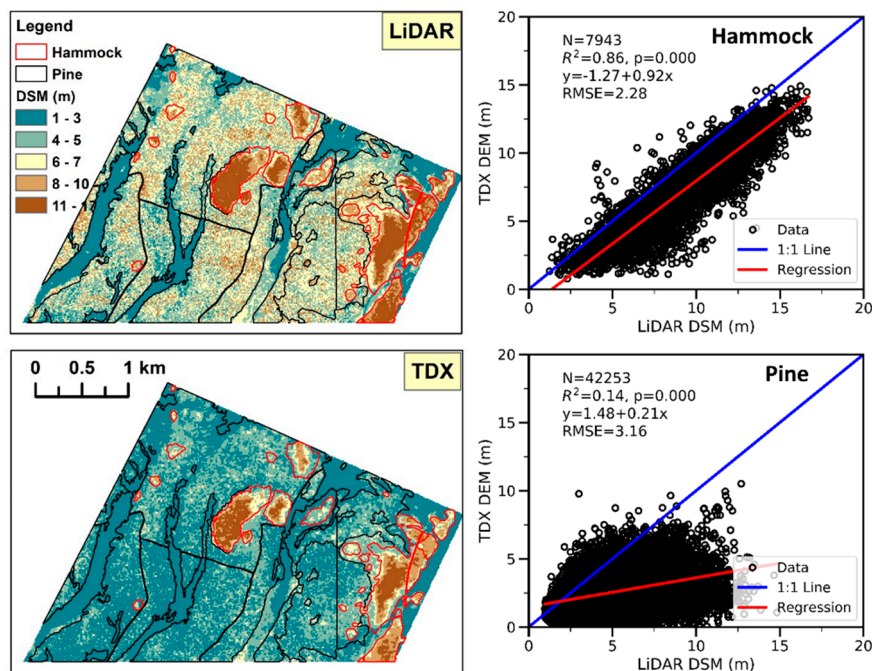 Legend
Hammock
Pine
DSM (m)
1 - 3
4 - 5
6 - 7
8 - 10
11 - 17
LiDAR
Hammock
N=7943
R²=0.86, p=0.000
y=-1.27+0.92x
RMSE=2.28
TDX DEM (m)
20
15
10
5
0
Data
1:1 Line
Regression
0 5 10 15 20
LiDAR DSM (m)
0 0.5 1 km
TDX
Pine
N=42253
R²=0.14, p=0.000
y=1.48+0.21x
RMSE=3.16
TDX DEM (m)
20
15
10
5
0
Data
1:1 Line
Regression
0 5 10 15 20
LiDAR DSM (m)